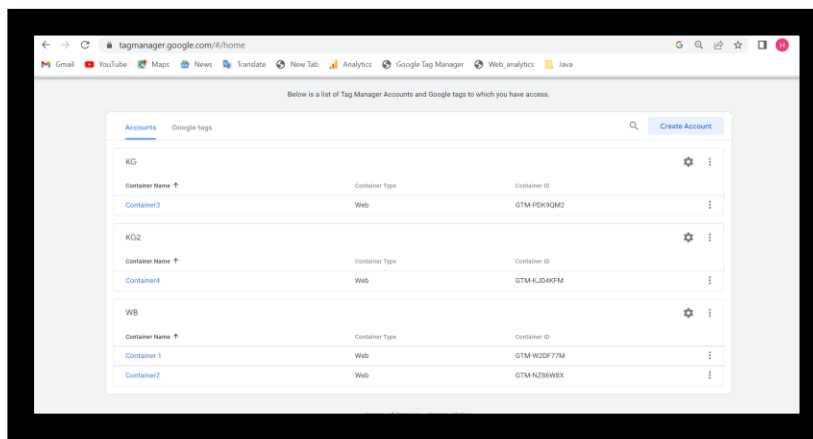 tagmanager.google.com/#/home
Gmail YouTube Maps News Translate New Tab Analytics Google Tag Manager Web_analytics Java
Below is a list of Tag Manager Accounts and Google tags to which you have access.
Accounts Google tags Create Account
KG
Container Name ↑ Container Type Container ID
Container3 Web GTM-PDK9QM2
KG2
Container Name ↑ Container Type Container ID
Container4 Web GTM-KJD4KFM
WB
Container Name ↑ Container Type Container ID
Container 1 Web GTM-W2DF77M
Container2 Web GTM-NZ86W8X